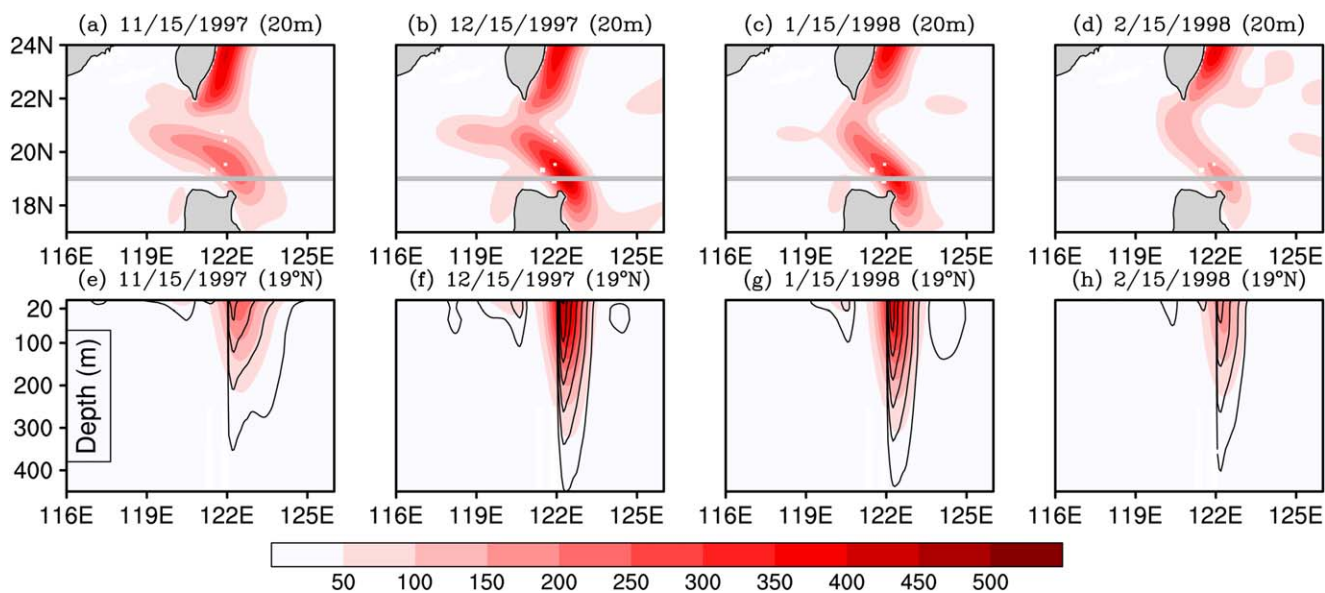 (a) 11/15/1997 (20m) (b) 12/15/1997 (20m) (c) 1/15/1998 (20m) (d) 2/15/1998 (20m)
24N
22N
20N
18N
116E 119E 122E 125E 116E 119E 122E 125E 116E 119E 122E 125E 116E 119E 122E 125E
(e) 11/15/1997 (19°N) (f) 12/15/1997 (19°N) (g) 1/15/1998 (19°N) (h) 2/15/1998 (19°N)
20
100
200
300
400
Depth (m)
116E 119E 122E 125E 116E 119E 122E 125E 116E 119E 122E 125E 116E 119E 122E 125E
50 100 150 200 250 300 350 400 450 500